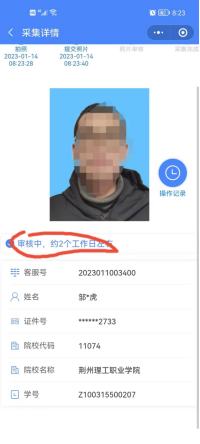 8:23
采集详情
拍照
2023-01-14
08:23:28
提交照片
2023-01-14
08:23:40
照片审核
采集完成
操作记录
审核中，约2个工作日左右
客服号 2023011003400
姓名 邹*虎
证件号 ******2733
院校代码 11074
院校名称 荆州理工职业学院
学号 Z100315500207